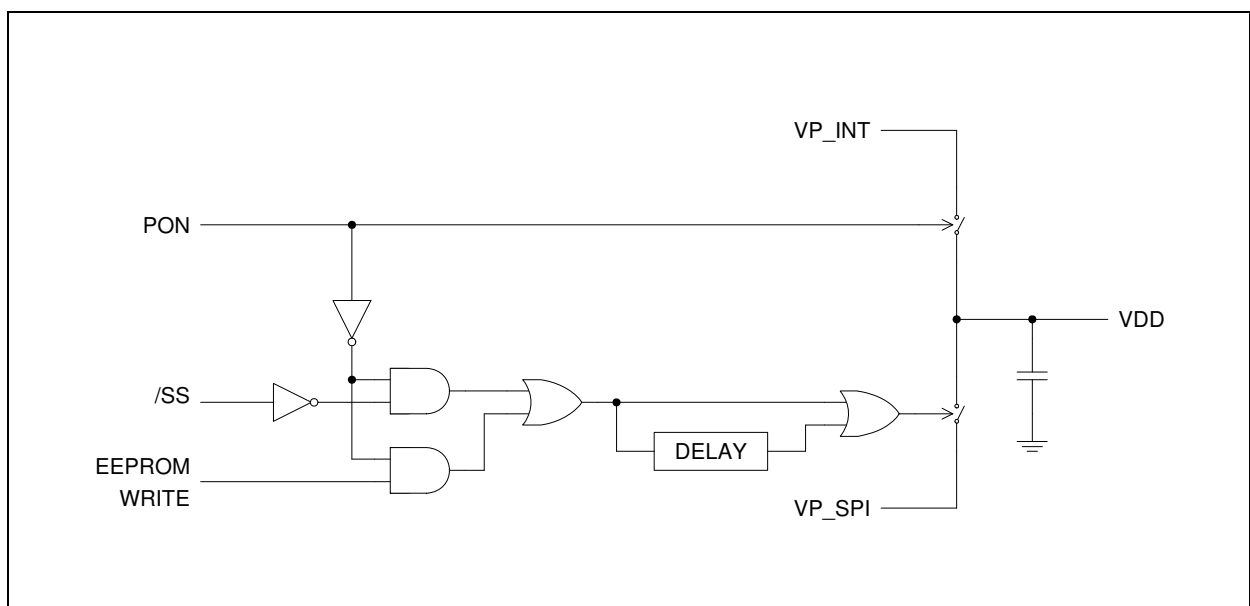 VP_INT
PON
VDD
/SS
EEPROM
WRITE
DELAY
VP_SPI